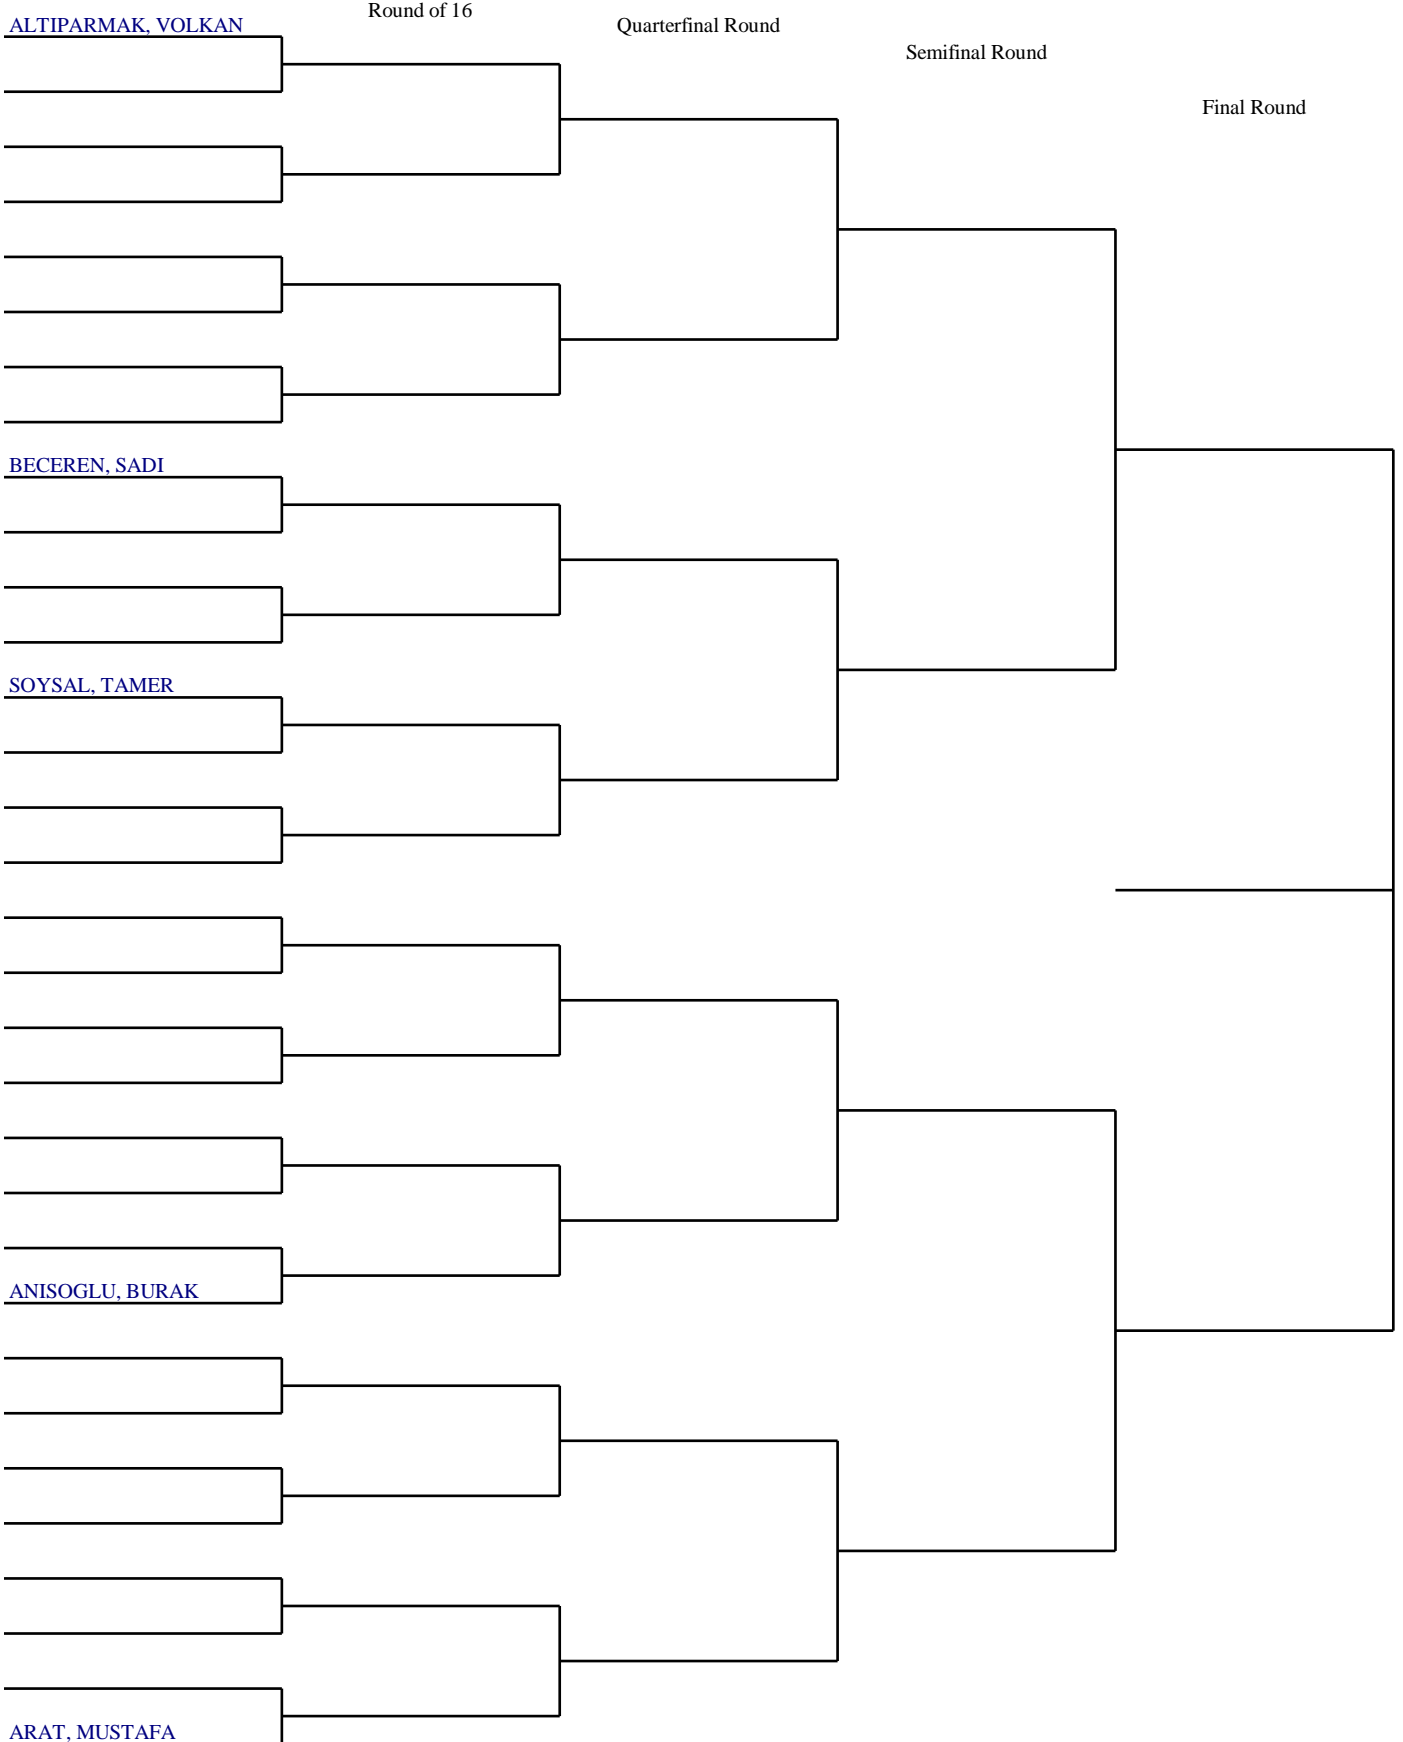 Round of 16
Quarterfinal Round
Semifinal Round
Final Round
ALTIPARMAK, VOLKAN
BECEREN, SADI
SOYSAL, TAMER
ANISOGLU, BURAK
ARAT, MUSTAFA